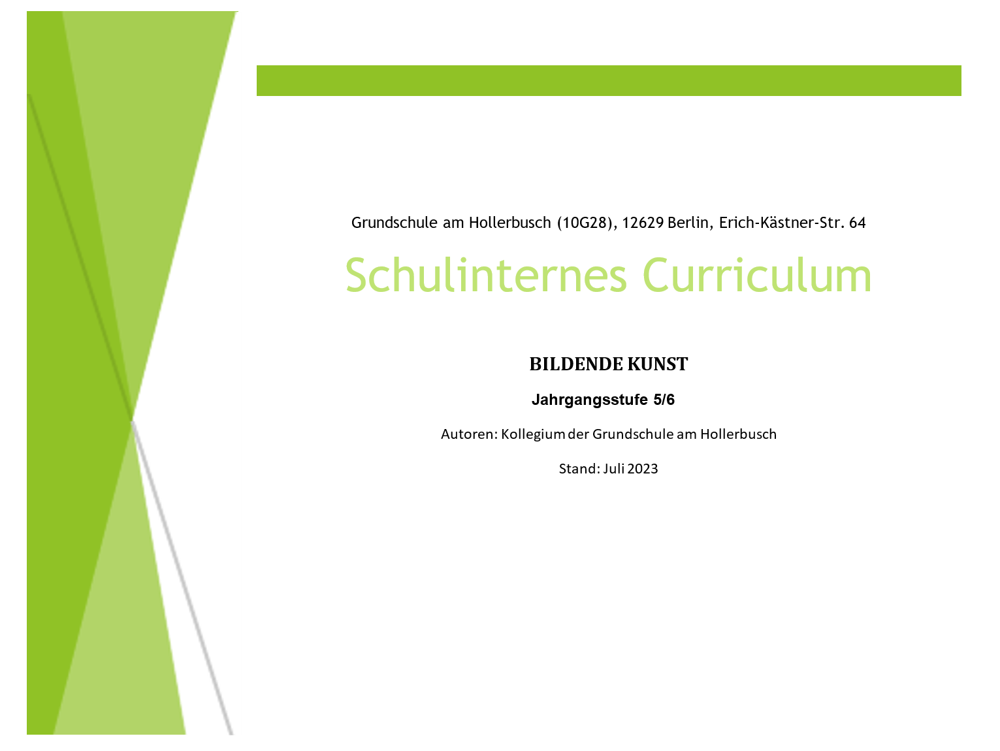 Grundschule am Hollerbusch (10G28), 12629 Berlin, Erich-Kästner-Str. 64
Schulinternes Curriculum
BILDENDE KUNST
Jahrgangsstufe 5/6
Autoren: Kollegium der Grundschule am Hollerbusch
Stand: Juli 2023